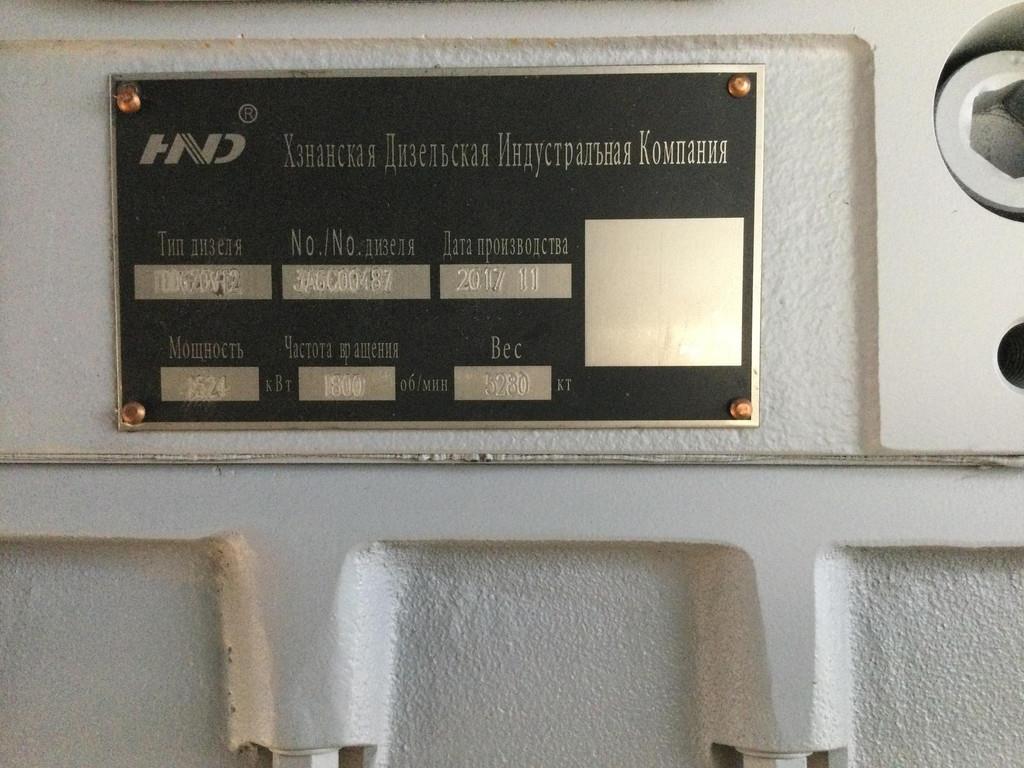 HND ® Хзнанская Дизельская Индустралъная Компания
Тип дизеля No./No. дизеля Дата производства
2017 11
Мощность Частота вращения Вес
кВт 1800 об/мин 5280 кт